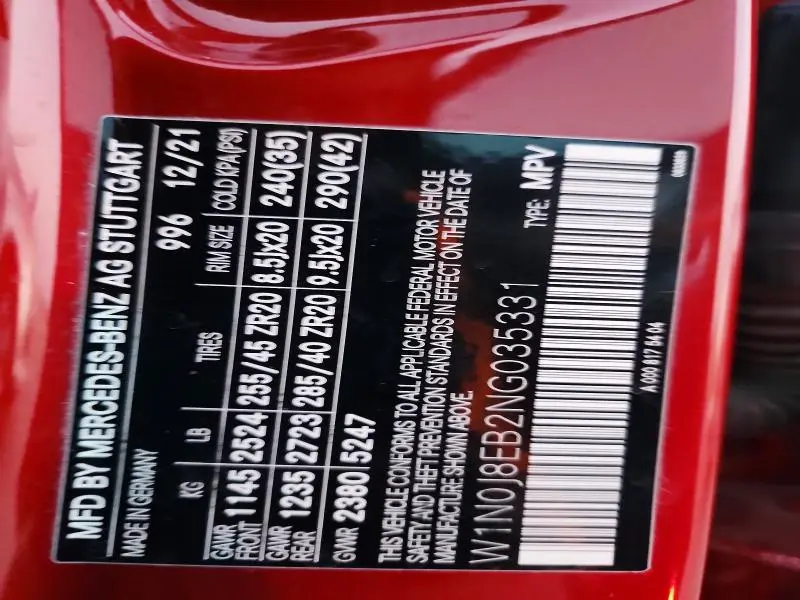 MFD BY MERCEDES-BENZ AG STUTTGART
MADE IN GERMANY 996 12/21
KG LB TIRES RIM SIZE COLD KPA(PSI)
GAWR FRONT 1145 2524 255/45 ZR20 8.5Jx20 240(35)
GAWR REAR 1235 2723 285/40 ZR20 9.5Jx20 290(42)
GVWR 2380 5247
THIS VEHICLE CONFORMS TO ALL APPLICABLE FEDERAL MOTOR VEHICLE
SAFETY AND THEFT PREVENTION STANDARDS IN EFFECT ON THE DATE OF
MANUFACTURE SHOWN ABOVE.
W1N0J8EB2NG035331 TYPE: MPV
A 000 817 54 04